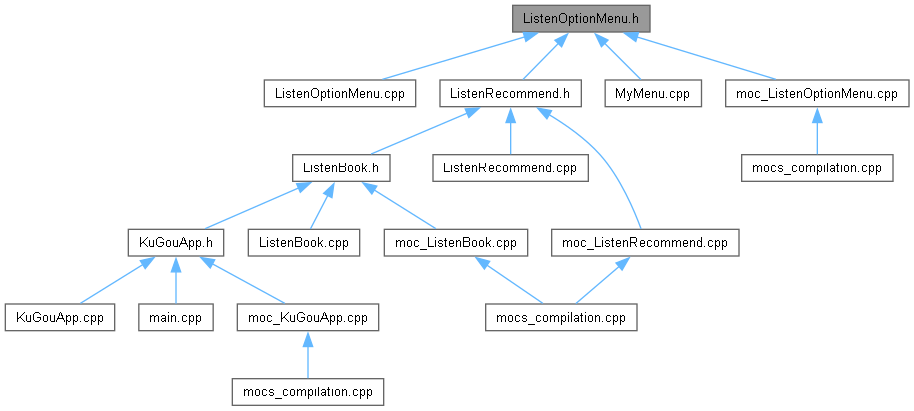 ListenOptionMenu.h
ListenOptionMenu.cpp
ListenRecommend.h
MyMenu.cpp
moc_ListenOptionMenu.cpp
ListenBook.h
ListenRecommend.cpp
mocs_compilation.cpp
KuGouApp.h
ListenBook.cpp
moc_ListenBook.cpp
moc_ListenRecommend.cpp
KuGouApp.cpp
main.cpp
moc_KuGouApp.cpp
mocs_compilation.cpp
mocs_compilation.cpp